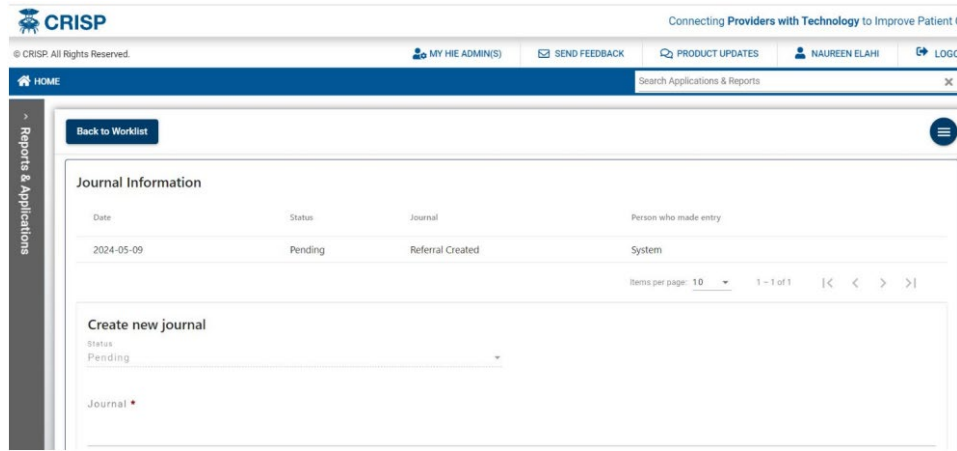 CRISP
Connecting Providers with Technology to Improve Patient
© CRISP. All Rights Reserved.
MY HIE ADMIN(S)
SEND FEEDBACK
PRODUCT UPDATES
NAUREEN ELAHI
LOGO
HOME
Search Applications & Reports
Reports & Applications
Back to Worklist
Journal Information
Date Status Journal Person who made entry
2024-05-09 Pending Referral Created System
Items per page: 10 1 – 1 of 1
Create new journal
Status
Pending
Journal *